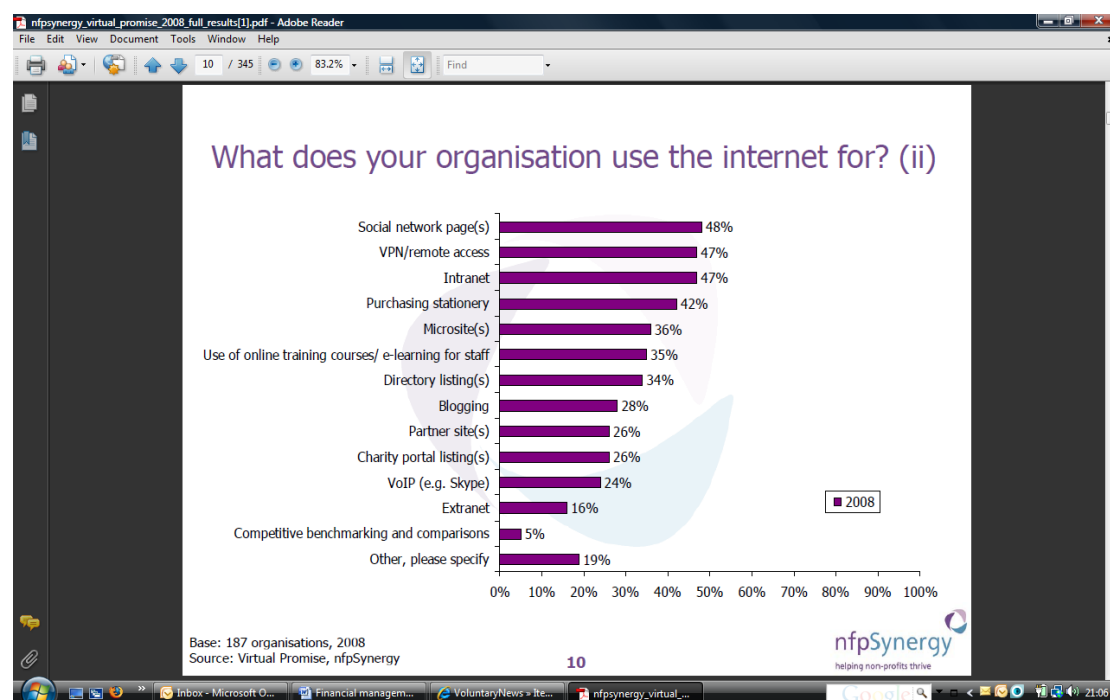 nfpsynergy_virtual_promise_2008_full_results[1].pdf - Adobe Reader
File Edit View Document Tools Window Help
10 / 345 83.2% Find
What does your organisation use the internet for? (ii)
Social network page(s) 48%
VPN/remote access 47%
Intranet 47%
Purchasing stationery 42%
Microsite(s) 36%
Use of online training courses/ e-learning for staff 35%
Directory listing(s) 34%
Blogging 28%
Partner site(s) 26%
Charity portal listing(s) 26%
VoIP (e.g. Skype) 24%
Extranet 16%
2008
Competitive benchmarking and comparisons 5%
Other, please specify 19%
0% 10% 20% 30% 40% 50% 60% 70% 80% 90% 100%
Base: 187 organisations, 2008
Source: Virtual Promise, nfpSynergy
10
nfpSynergy
helping non-profits thrive
Inbox - Microsoft O... Financial managem... VoluntaryNews » Ite... nfpsynergy_virtual_... Google 21:06